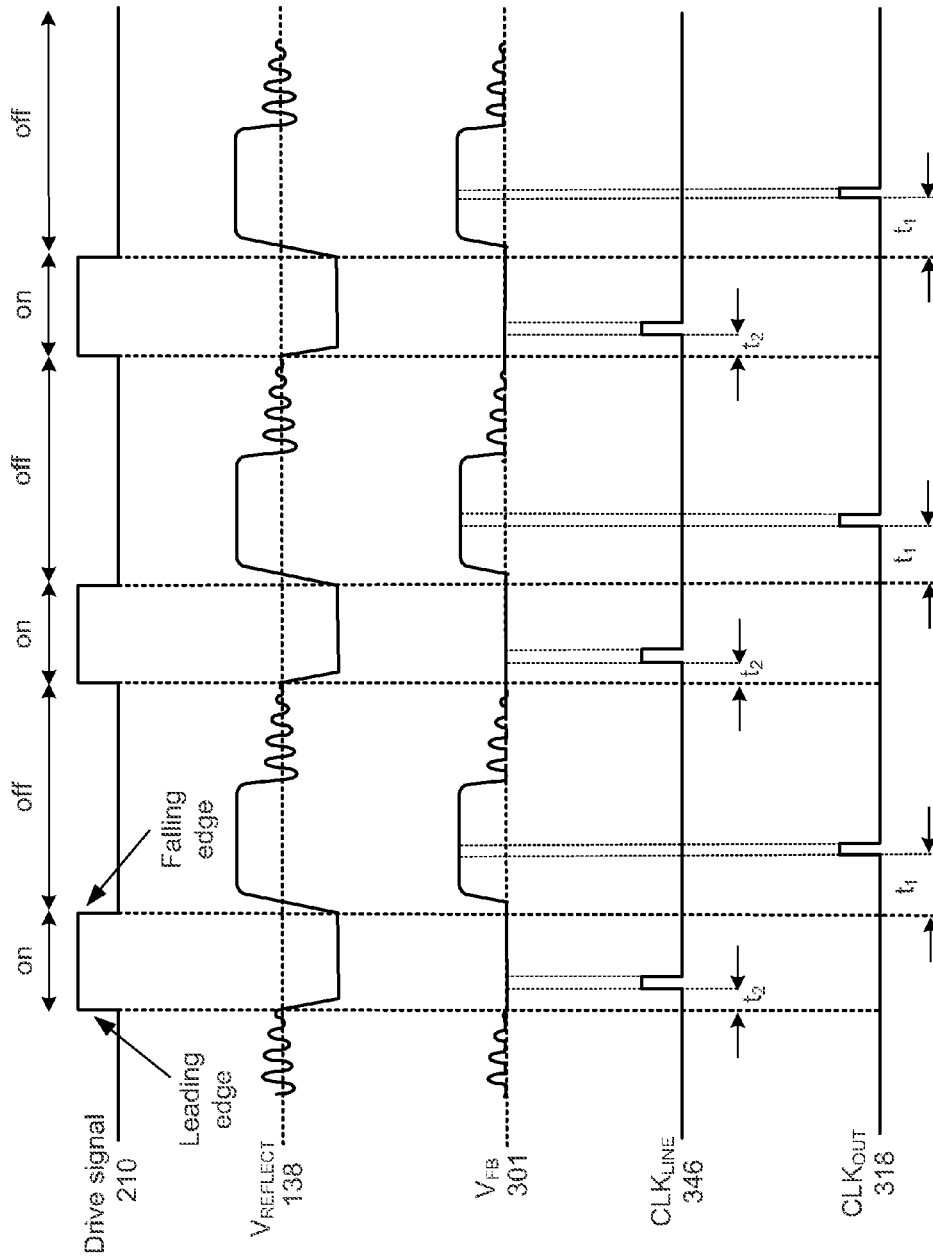 on
off
on
off
on
off
Drive signal
210
Leading
edge
Falling
edge
VREFLECT
138
VFB
301
CLKLINE
346
t2
t2
t2
CLKOUT
318
t1
t1
t1